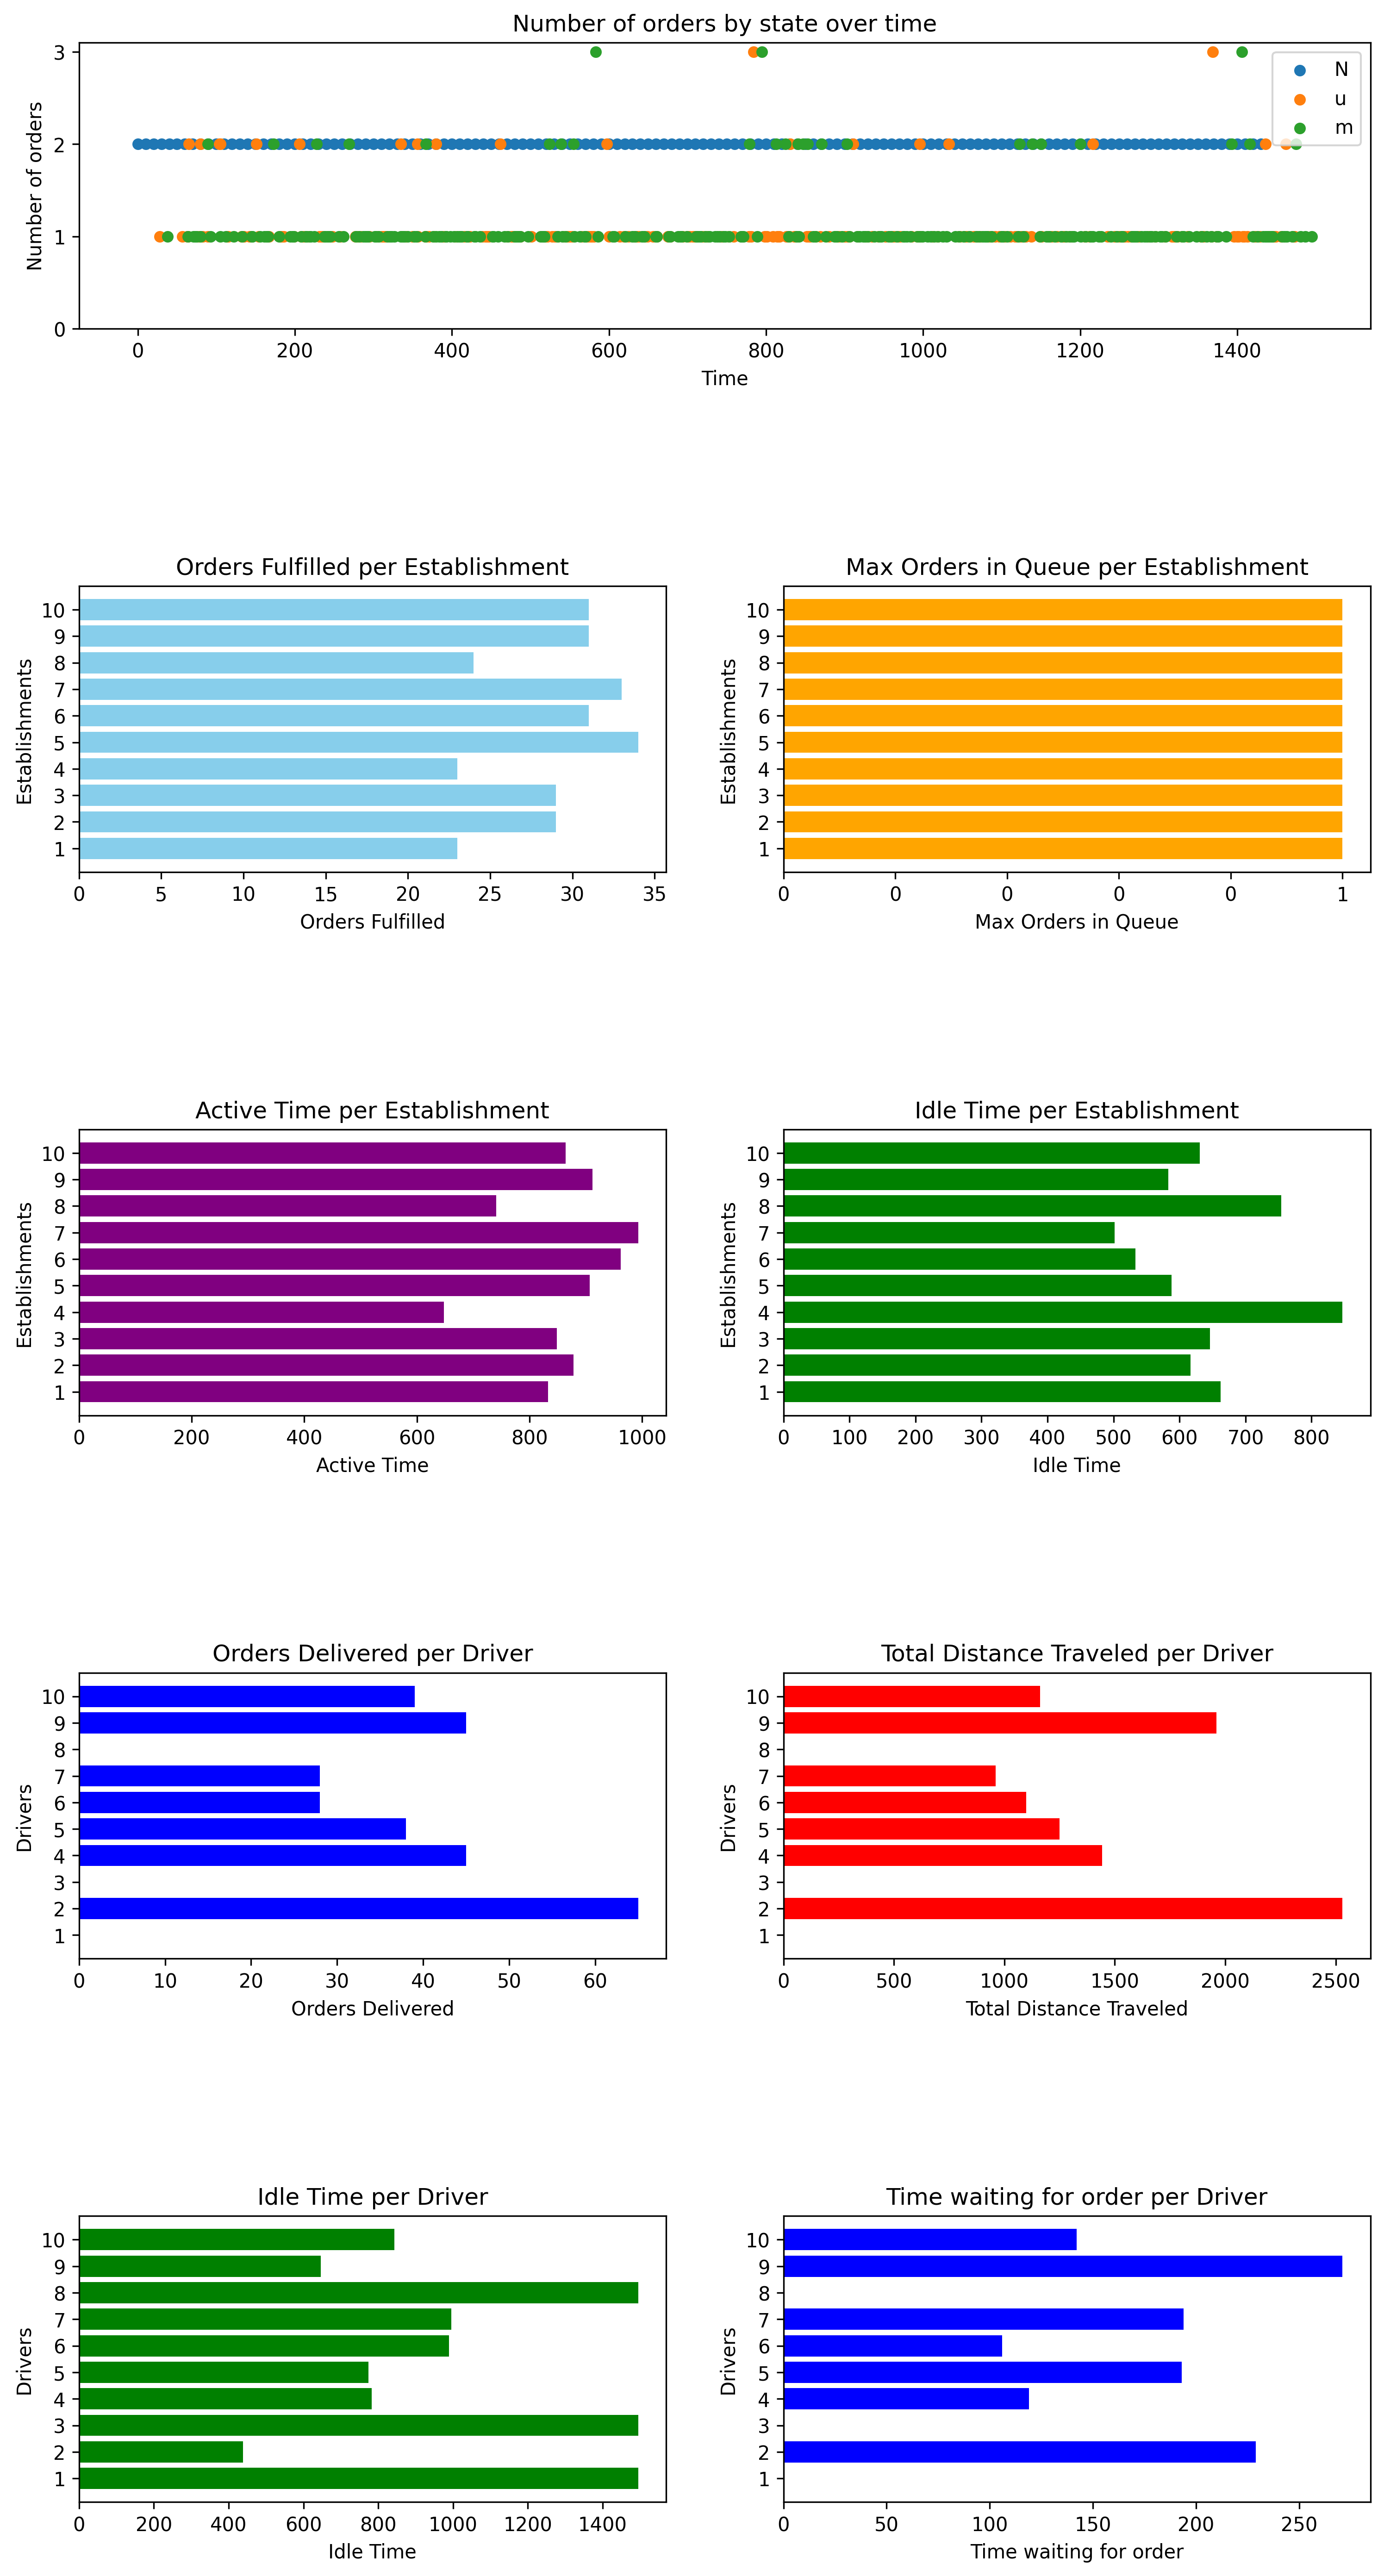 Number of orders by state over time
Number of orders
3
2
1
0
N
u
m
0 200 400 600 800 1000 1200 1400
Time
Orders Fulfilled per Establishment
Establishments
10
9
8
7
6
5
4
3
2
1
0 5 10 15 20 25 30 35
Orders Fulfilled
Max Orders in Queue per Establishment
Establishments
10
9
8
7
6
5
4
3
2
1
0 0 0 0 0 1
Max Orders in Queue
Active Time per Establishment
Establishments
10
9
8
7
6
5
4
3
2
1
0 200 400 600 800 1000
Active Time
Idle Time per Establishment
Establishments
10
9
8
7
6
5
4
3
2
1
0 100 200 300 400 500 600 700 800
Idle Time
Orders Delivered per Driver
Drivers
10
9
8
7
6
5
4
3
2
1
0 10 20 30 40 50 60
Orders Delivered
Total Distance Traveled per Driver
Drivers
10
9
8
7
6
5
4
3
2
1
0 500 1000 1500 2000 2500
Total Distance Traveled
Idle Time per Driver
Drivers
10
9
8
7
6
5
4
3
2
1
0 200 400 600 800 1000 1200 1400
Idle Time
Time waiting for order per Driver
Drivers
10
9
8
7
6
5
4
3
2
1
0 50 100 150 200 250
Time waiting for order